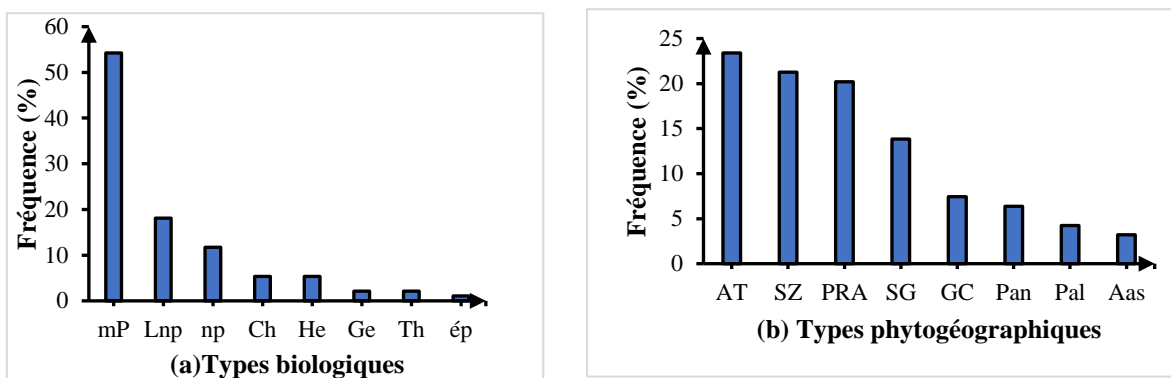 60
50
40
30
20
10
0
Fréquence (%)
mP Lnp np Ch He Ge Th ép
(a)Types biologiques
25
20
15
10
5
0
Fréquence (%)
AT SZ PRA SG GC Pan Pal Aas
(b) Types phytogéographiques